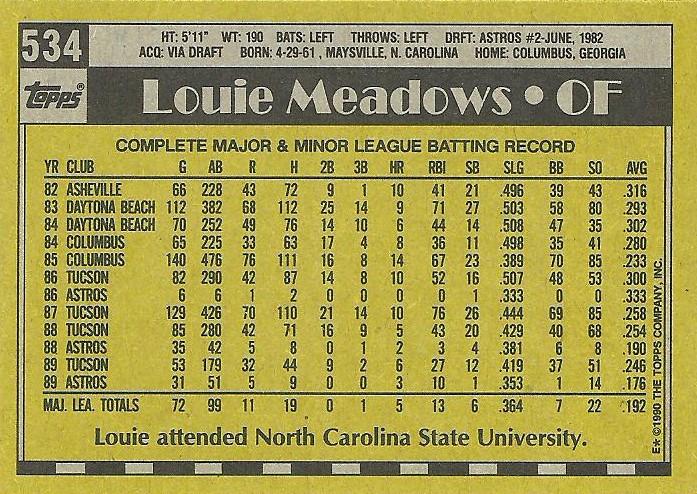 534
HT: 5'11" WT: 190 BATS: LEFT THROWS: LEFT DRFT: ASTROS #2-JUNE, 1982
ACQ: VIA DRAFT BORN: 4-29-61 , MAYSVILLE, N. CAROLINA HOME: COLUMBUS, GEORGIA
TOPPS®
Louie Meadows • OF
COMPLETE MAJOR & MINOR LEAGUE BATTING RECORD
YR CLUB G AB R H 2B 3B HR RBI SB SLG BB SO AVG
82 ASHEVILLE 66 228 43 72 9 1 10 41 21 .496 39 43 .316
83 DAYTONA BEACH 112 382 68 112 25 14 9 71 27 .503 58 80 .293
84 DAYTONA BEACH 70 252 49 76 14 10 6 44 14 .508 47 35 .302
84 COLUMBUS 65 225 33 63 17 4 8 36 11 .498 35 41 .280
85 COLUMBUS 140 476 76 111 16 8 14 67 23 .389 70 85 .233
86 TUCSON 82 290 42 87 14 8 10 52 16 .507 48 53 .300
86 ASTROS 6 6 1 2 0 0 0 0 1 .333 0 0 .333
87 TUCSON 129 426 70 110 21 14 10 76 26 .444 69 85 .258
88 TUCSON 85 280 42 71 16 9 5 43 20 .429 40 68 .254
88 ASTROS 35 42 5 8 0 1 2 3 4 .381 6 8 .190
89 TUCSON 53 179 32 44 9 2 6 27 12 .419 37 51 .246
89 ASTROS 31 51 5 9 0 0 3 10 1 .353 1 14 .176
MAJ. LEA. TOTALS 72 99 11 19 0 1 5 13 6 .364 7 22 .192
Louie attended North Carolina State University.
E* ©1990 THE TOPPS COMPANY, INC.